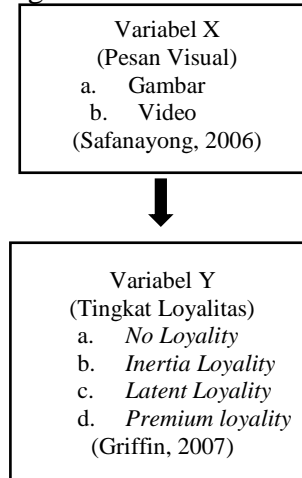 Variabel X
(Pesan Visual)
a. Gambar
b. Video
(Safanayong, 2006)
Variabel Y
(Tingkat Loyalitas)
a. No Loyality
b. Inertia Loyality
c. Latent Loyality
d. Premium loyality
(Griffin, 2007)